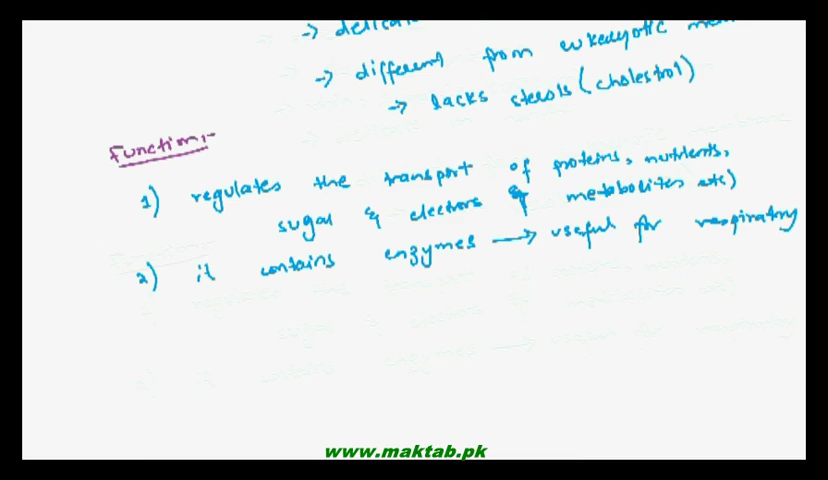 -> different from eukaryotic
-> lacks sterols (cholestrol)
Function:-
1) regulates the transport of proteins, nutrients,
sugar & electrons & metabolites etc)
2) it contains enzymes -> useful for respiratory
www.maktab.pk